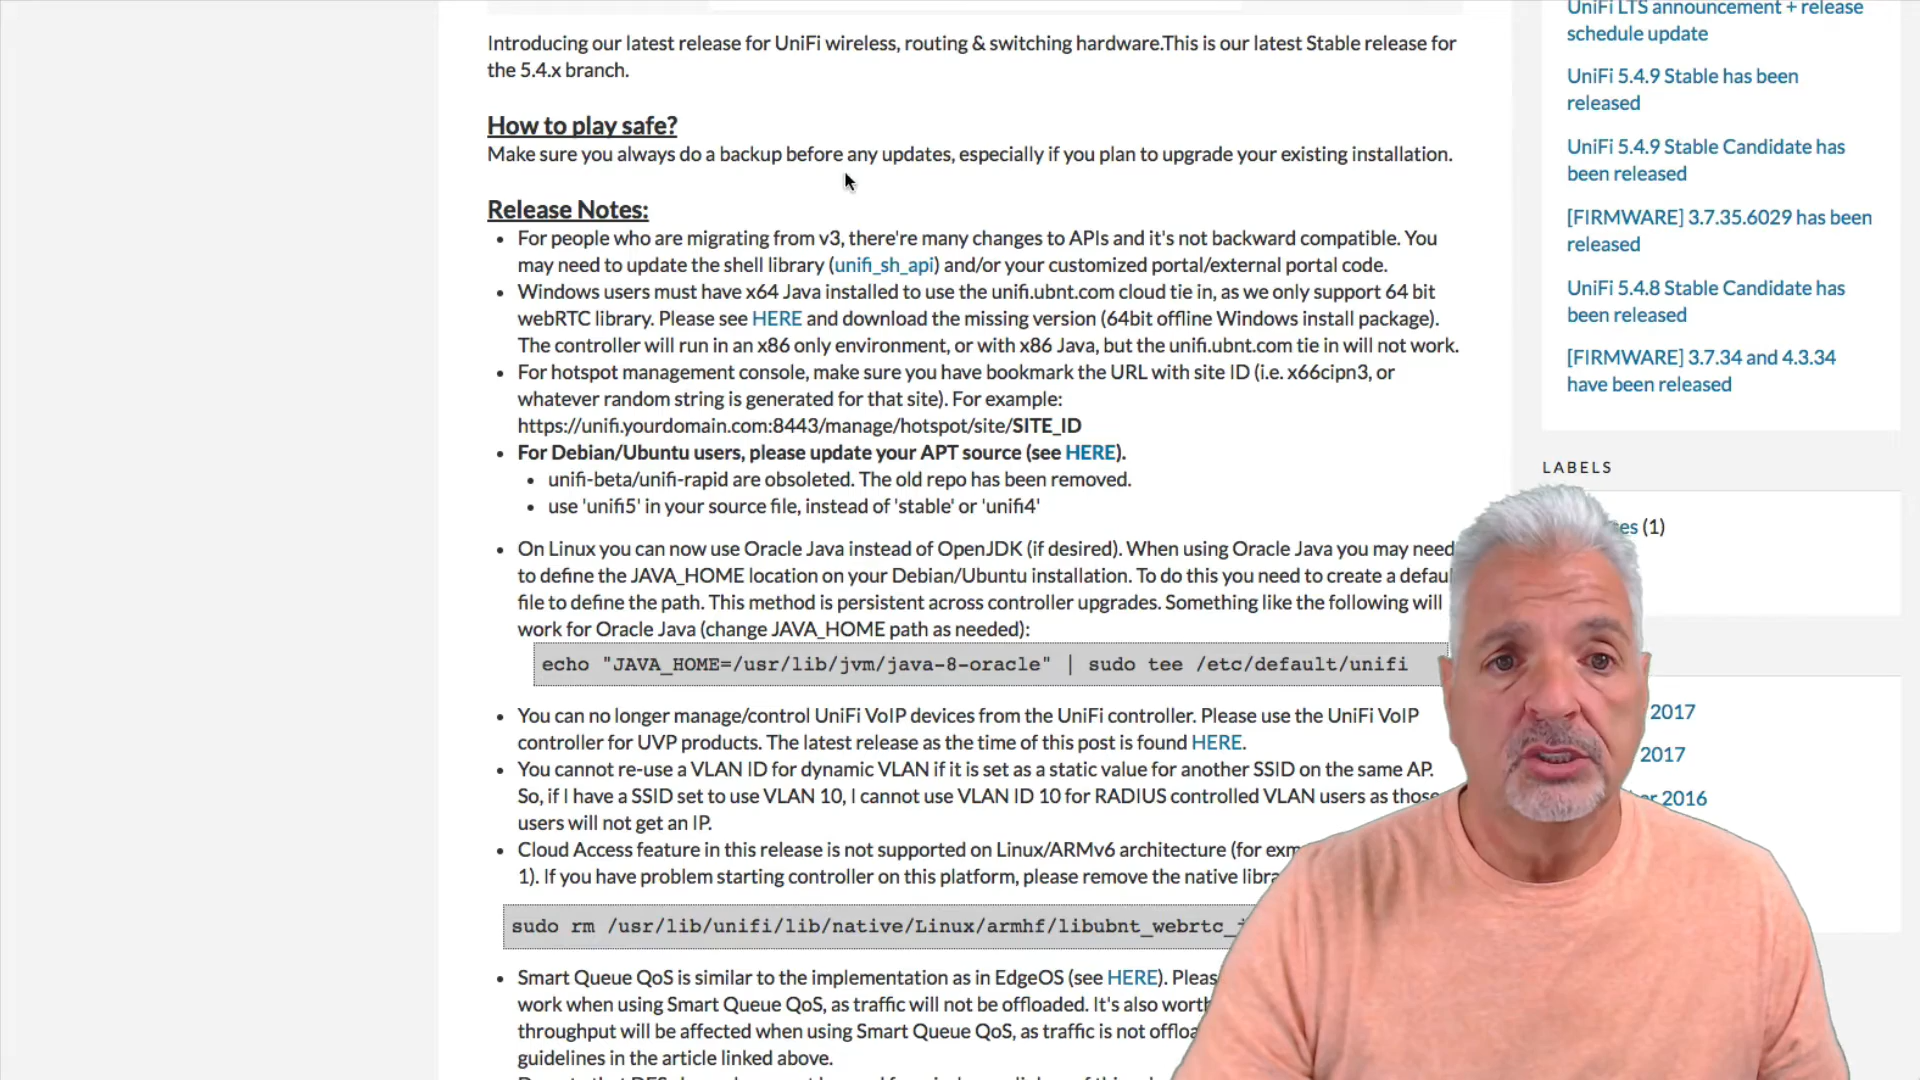 Introducing our latest release for UniFi wireless, routing & switching hardware.This is our latest Stable release for
the 5.4.x branch.
How to play safe?
Make sure you always do a backup before any updates, especially if you plan to upgrade your existing installation.
Release Notes:
For people who are migrating from v3, there're many changes to APIs and it's not backward compatible. You
may need to update the shell library (unifi_sh_api) and/or your customized portal/external portal code.
Windows users must have x64 Java installed to use the unifi.ubnt.com cloud tie in, as we only support 64 bit
webRTC library. Please see HERE and download the missing version (64bit offline Windows install package).
The controller will run in an x86 only environment, or with x86 Java, but the unifi.ubnt.com tie in will not work.
For hotspot management console, make sure you have bookmark the URL with site ID (i.e. x66cipn3, or
whatever random string is generated for that site). For example:
https://unifi.yourdomain.com:8443/manage/hotspot/site/SITE_ID
For Debian/Ubuntu users, please update your APT source (see HERE).
unifi-beta/unifi-rapid are obsoleted. The old repo has been removed.
use 'unifi5' in your source file, instead of 'stable' or 'unifi4'
On Linux you can now use Oracle Java instead of OpenJDK (if desired). When using Oracle Java you may need
to define the JAVA_HOME location on your Debian/Ubuntu installation. To do this you need to create a defau
file to define the path. This method is persistent across controller upgrades. Something like the following will
work for Oracle Java (change JAVA_HOME path as needed):
echo "JAVA_HOME=/usr/lib/jvm/java-8-oracle" | sudo tee /etc/default/unifi
You can no longer manage/control UniFi VoIP devices from the UniFi controller. Please use the UniFi VoIP
controller for UVP products. The latest release as the time of this post is found HERE.
You cannot re-use a VLAN ID for dynamic VLAN if it is set as a static value for another SSID on the same AP.
So, if I have a SSID set to use VLAN 10, I cannot use VLAN ID 10 for RADIUS controlled VLAN users as those
users will not get an IP.
Cloud Access feature in this release is not supported on Linux/ARMv6 architecture (for exm
1). If you have problem starting controller on this platform, please remove the native libra
sudo rm /usr/lib/unifi/lib/native/Linux/armhf/libubnt_webrtc_
Smart Queue QoS is similar to the implementation as in EdgeOS (see HERE). Pleas
work when using Smart Queue QoS, as traffic will not be offloaded. It's also worth
throughput will be affected when using Smart Queue QoS, as traffic is not offloa
guidelines in the article linked above.
UniFi LTS announcement + release
schedule update
UniFi 5.4.9 Stable has been
released
UniFi 5.4.9 Stable Candidate has
been released
[FIRMWARE] 3.7.35.6029 has been
released
UniFi 5.4.8 Stable Candidate has
been released
[FIRMWARE] 3.7.34 and 4.3.34
have been released
LABELS
es (1)
2017
2017
er 2016